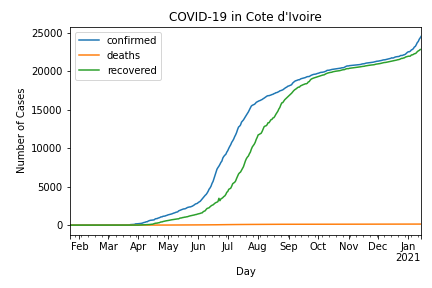 COVID-19 in Cote d'Ivoire
confirmed
deaths
recovered
Number of Cases
25000
20000
15000
10000
5000
0
Feb Mar Apr May Jun Jul Aug Sep Oct Nov Dec Jan
2021
Day